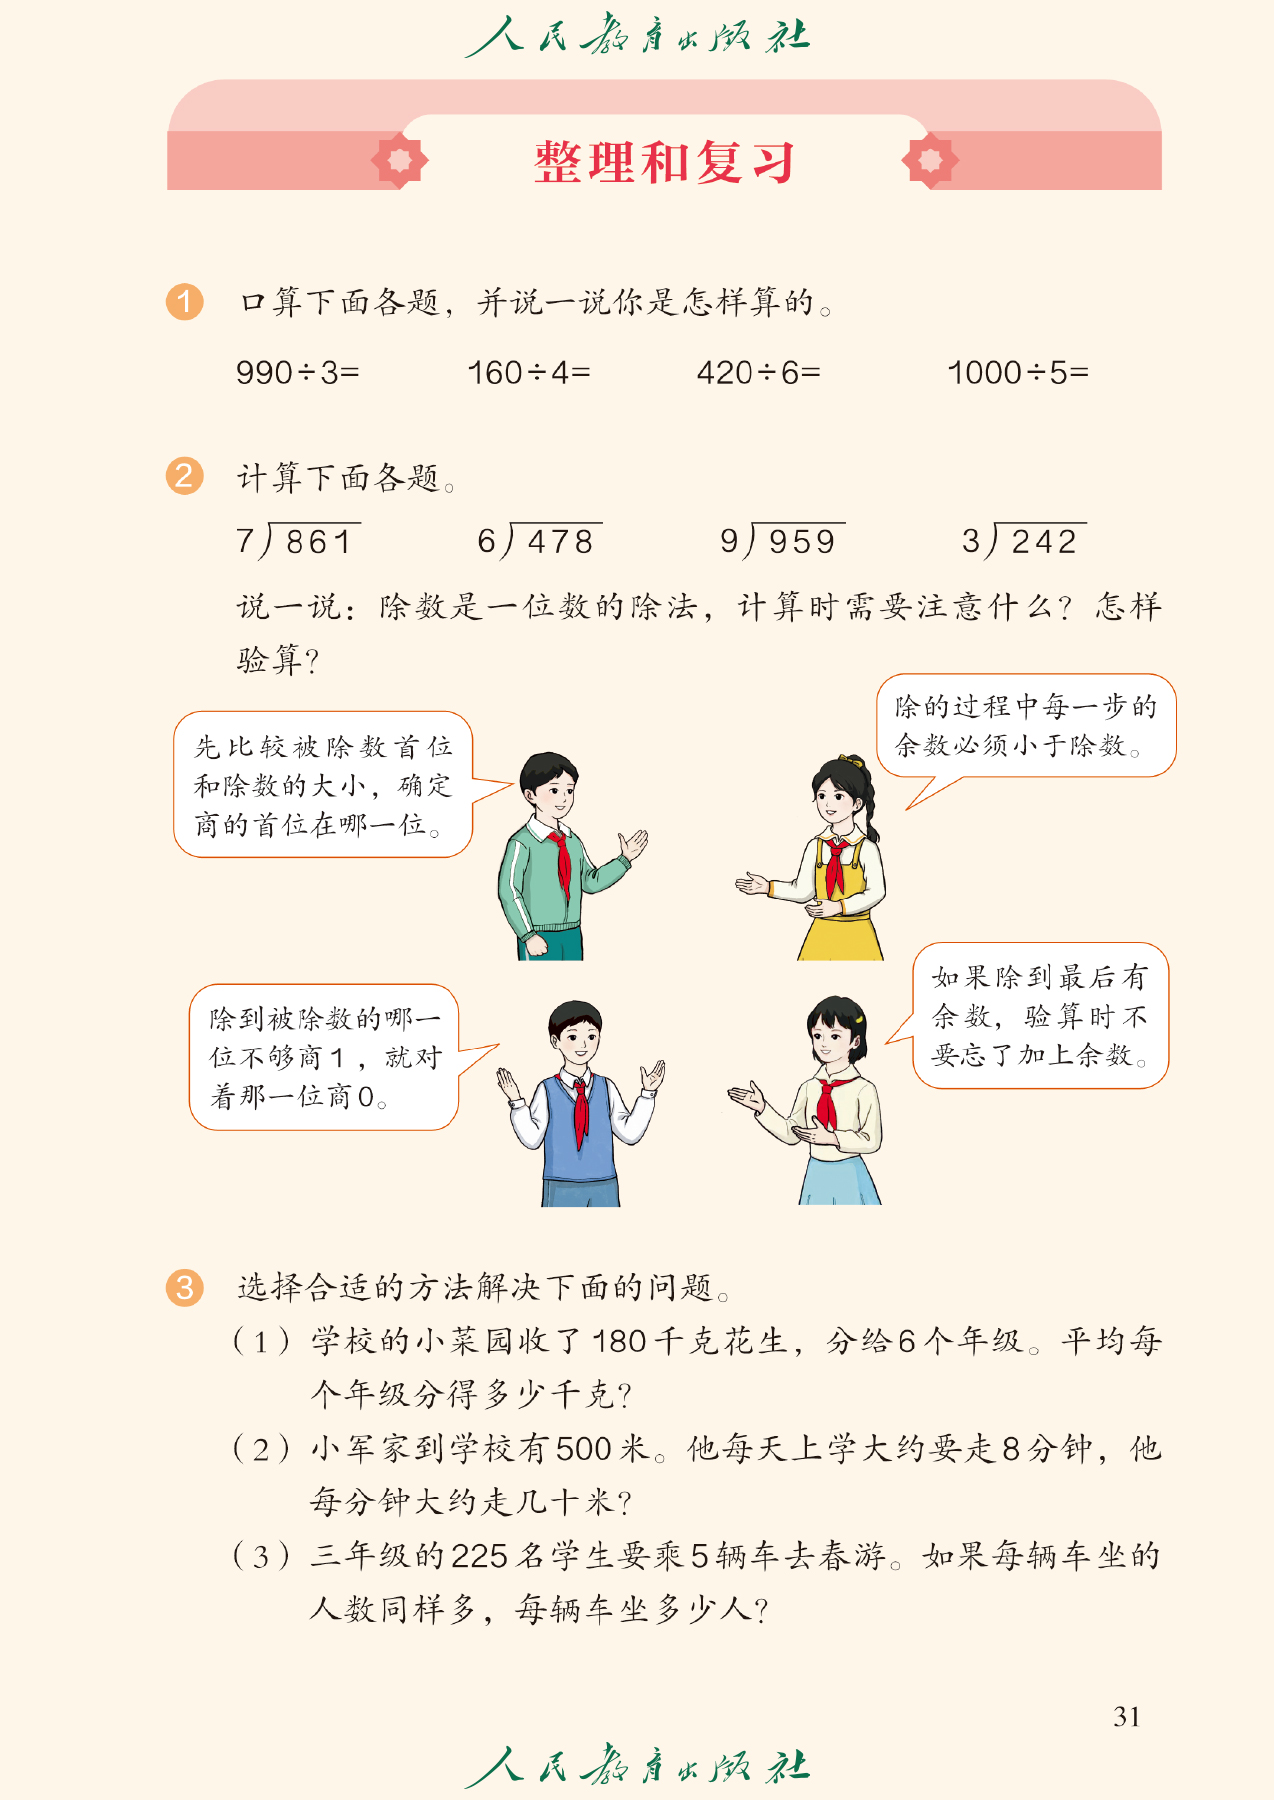 人民教育出版社
整理和复习
1 口算下面各题，并说一说你是怎样算的。
990÷3= 160÷4= 420÷6= 1000÷5=
2 计算下面各题。
7)861 6)478 9)959 3)242
说一说：除数是一位数的除法，计算时需要注意什么？怎样
验算？
先比较被除数首位
和除数的大小，确定
商的首位在哪一位。
除的过程中每一步的
余数必须小于除数。
除到被除数的哪一
位不够商1，就对
着那一位商0。
如果除到最后有
余数，验算时不
要忘了加上余数。
3 选择合适的方法解决下面的问题。
（1）学校的小菜园收了180千克花生，分给6个年级。平均每
个年级分得多少千克？
（2）小军家到学校有500米。他每天上学大约要走8分钟，他
每分钟大约走几十米？
（3）三年级的225名学生要乘5辆车去春游。如果每辆车坐的
人数同样多，每辆车坐多少人？
31
人民教育出版社